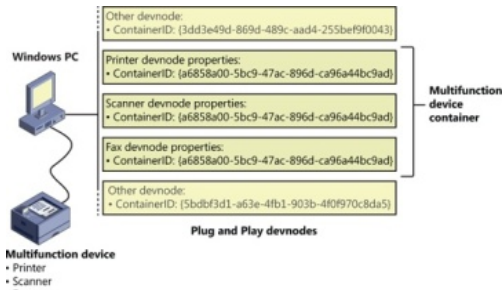 Other devnode:
• ContainerID: {3dd3e49d-869d-489c-aad4-255bef9f0043}
Windows PC
Printer devnode properties:
• ContainerID: {a6858a00-5bc9-47ac-896d-ca96a44bc9ad}
Scanner devnode properties:
• ContainerID: {a6858a00-5bc9-47ac-896d-ca96a44bc9ad}
Multifunction
device
container
Fax devnode properties:
• ContainerID: {a6858a00-5bc9-47ac-896d-ca96a44bc9ad}
Other devnode:
• ContainerID: {5bdbf3d1-a63e-4fb1-903b-4f0f970c8da5}
Plug and Play devnodes
Multifunction device
• Printer
• Scanner